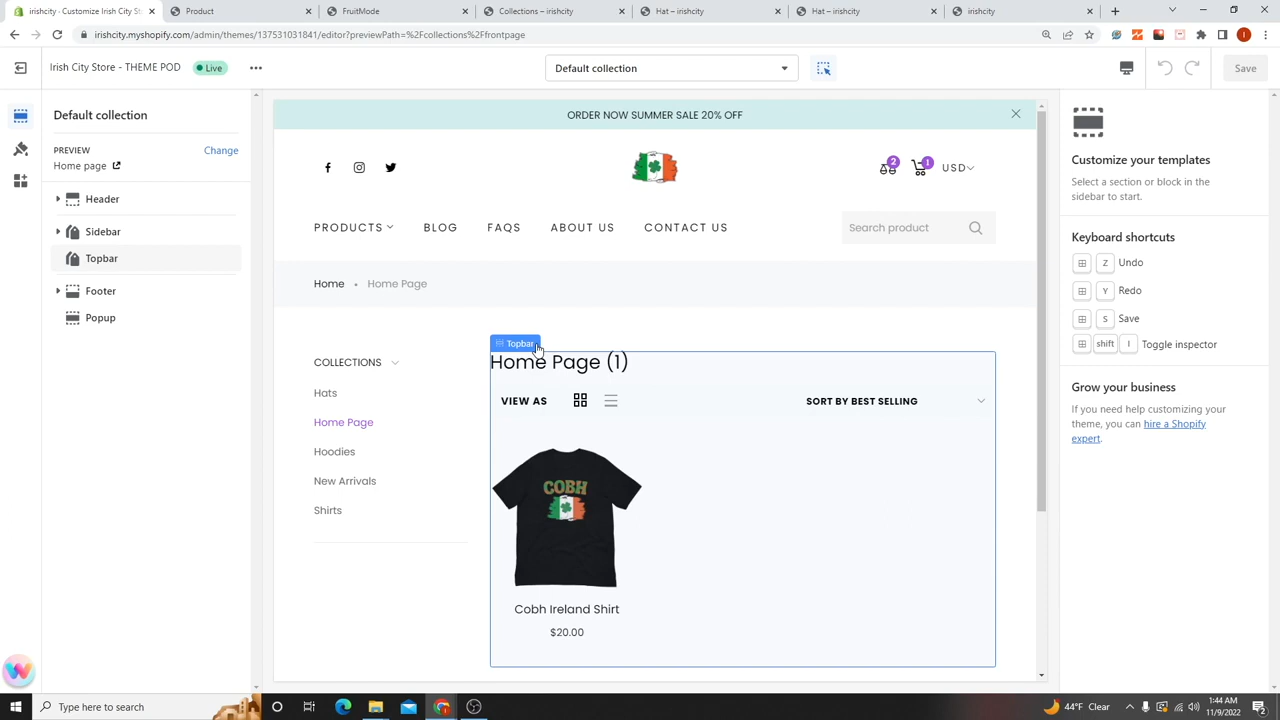 irishcity - Customize Irish City St
Product
FruitMode
Collections – irishcity
Hat – irishcity
Hat – irishcity
irishcity
irishcity.myshopify.com/admin/themes/137531031841/editor?previewPath=%2Fcollections%2Ffrontpage
I
Irish City Store - THEME POD
Live
Default collection
Save
Default collection
PREVIEW
Home page
Change
Header
Sidebar
Topbar
Footer
Popup
ORDER NOW SUMMER SALE 20% OFF
2
1
USD
PRODUCTS
BLOG
FAQS
ABOUT US
CONTACT US
Search product
Home • Home Page
COLLECTIONS
Hats
Home Page
Hoodies
New Arrivals
Shirts
Topbar
Home Page (1)
VIEW AS
SORT BY BEST SELLING
COBH
Cobh Ireland Shirt
$20.00
Customize your templates
Select a section or block in the
sidebar to start.
Keyboard shortcuts
Z Undo
Y Redo
S Save
shift I Toggle inspector
Grow your business
If you need help customizing your
theme, you can hire a Shopify
expert.
Type here to search
44°F Clear
1:44 AM
11/9/2022
2